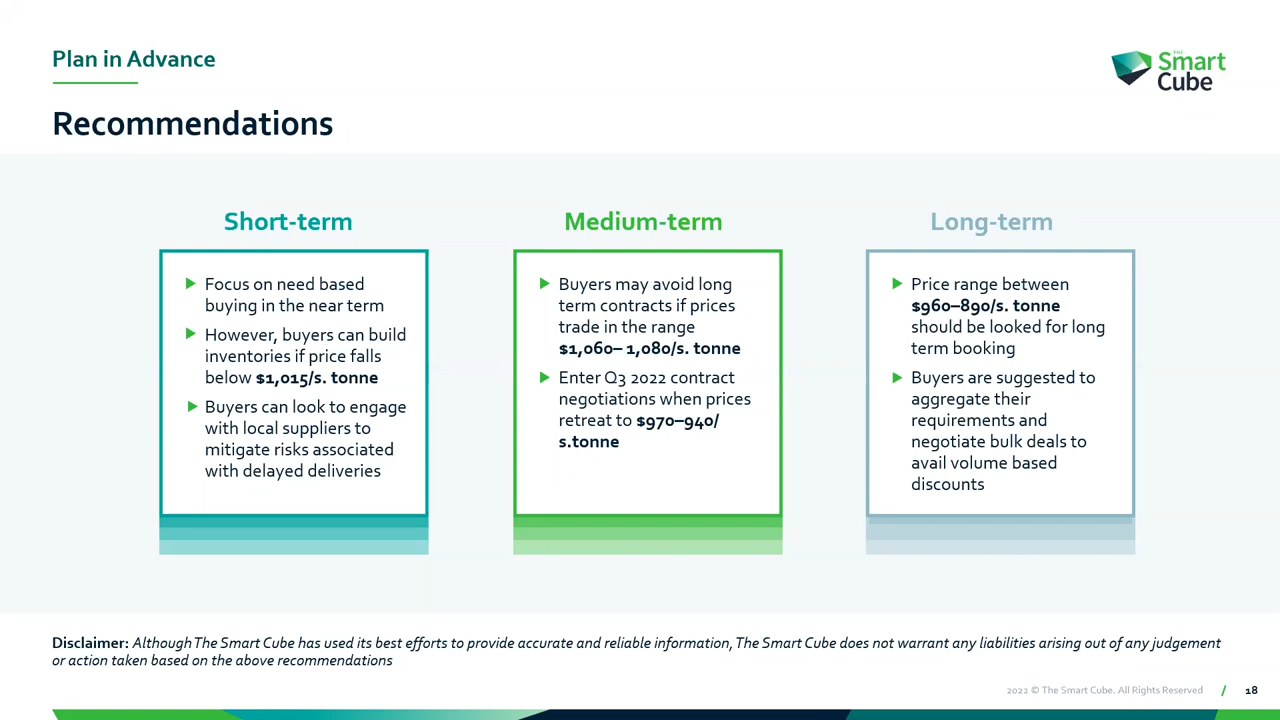 Plan in Advance
THE
Smart
Cube
Recommendations
Short-term
Focus on need based
buying in the near term
However, buyers can build
inventories if price falls
below $1,015/s. tonne
Buyers can look to engage
with local suppliers to
mitigate risks associated
with delayed deliveries
Medium-term
Buyers may avoid long
term contracts if prices
trade in the range
$1,060– 1,080/s. tonne
Enter Q3 2022 contract
negotiations when prices
retreat to $970–940/
s.tonne
Long-term
Price range between
$960–890/s. tonne
should be looked for long
term booking
Buyers are suggested to
aggregate their
requirements and
negotiate bulk deals to
avail volume based
discounts
Disclaimer: Although The Smart Cube has used its best efforts to provide accurate and reliable information, The Smart Cube does not warrant any liabilities arising out of any judgement
or action taken based on the above recommendations
2022 © The Smart Cube. All Rights Reserved / 18